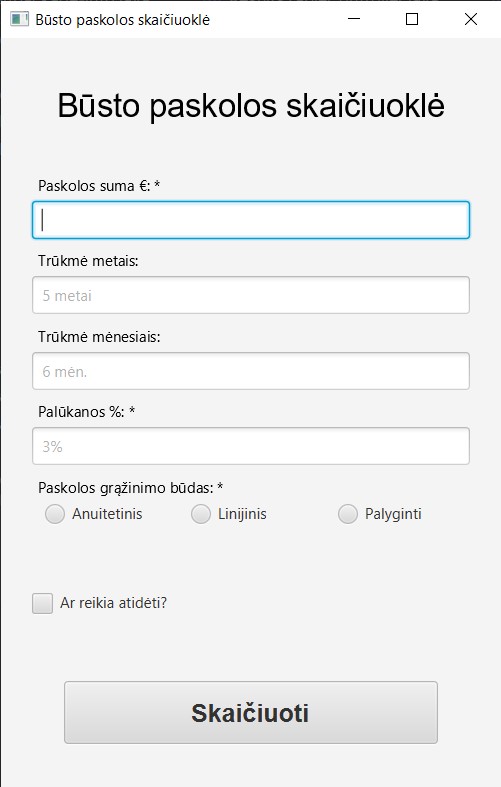 Būsto paskolos skaičiuoklė
Būsto paskolos skaičiuoklė
Paskolos suma €: *
Trūkmė metais:
5 metai
Trūkmė mėnesiais:
6 mėn.
Palūkanos %: *
3%
Paskolos grąžinimo būdas: *
Anuitetinis Linijinis Palyginti
Ar reikia atidėti?
Skaičiuoti